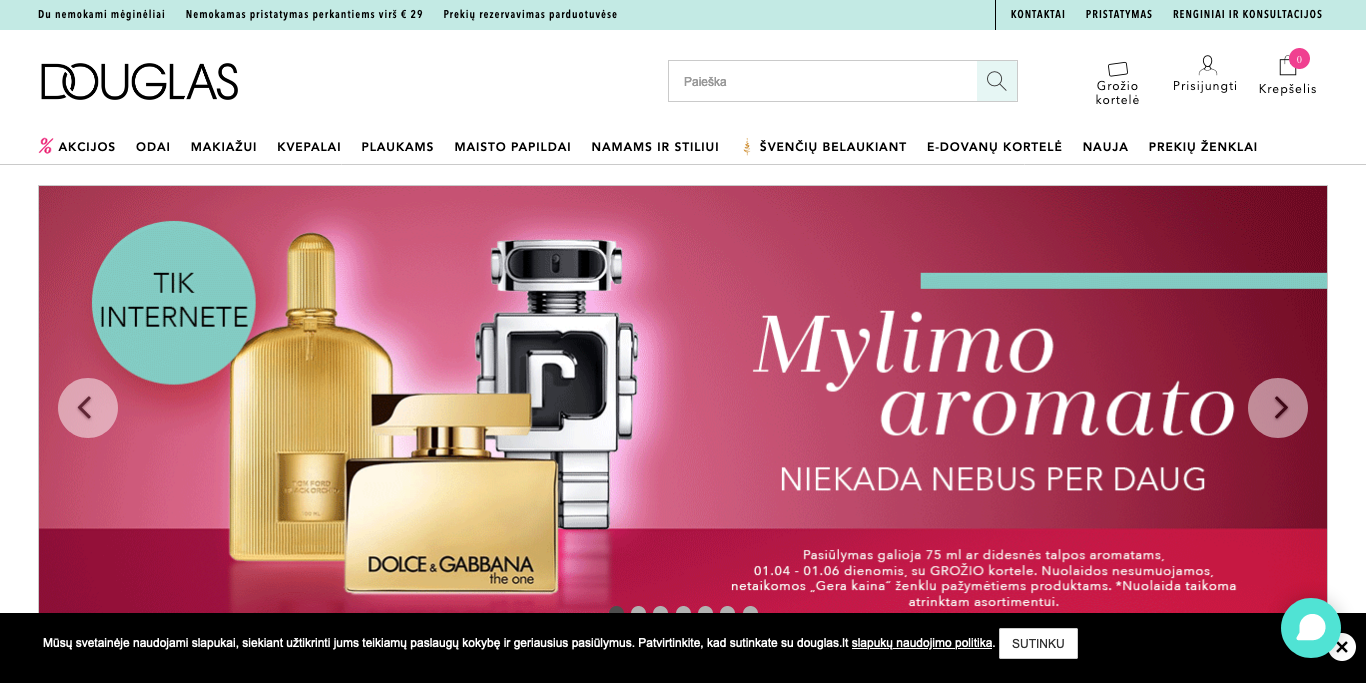 Du nemokami mėginėliai
Nemokamas pristatymas perkantiems virš € 29
Prekių rezervavimas parduotuvėse
KONTAKTAI
PRISTATYMAS
RENGINIAI IR KONSULTACIJOS
DOUGLAS
Paieška
Grožio
kortelė
Prisijungti
0
Krepšelis
% AKCIJOS
ODAI
MAKIAŽUI
KVEPALAI
PLAUKAMS
MAISTO PAPILDAI
NAMAMS IR STILIUI
ŠVENČIŲ BELAUKIANT
E-DOVANŲ KORTELĖ
NAUJA
PREKIŲ ŽENKLAI
TIK
INTERNETE
Mylimo
aromato
NIEKADA NEBUS PER DAUG
TOM FORD
BLACK ORCHID
DOLCE & GABBANA
the one
Pasiūlymas galioja 75 ml ar didesnės talpos aromatams,
01.04 - 01.06 dienomis, su GROŽIO kortele. Nuolaidos nesumuojamos,
netaikomos „Gera kaina“ ženklu pažymėtiems produktams. *Nuolaida taikoma
atrinktam asortimentui.
Mūsų svetainėje naudojami slapukai, siekiant užtikrinti jums teikiamų paslaugų kokybę ir geriausius pasiūlymus. Patvirtinkite, kad sutinkate su douglas.lt slapukų naudojimo politika.
SUTINKU